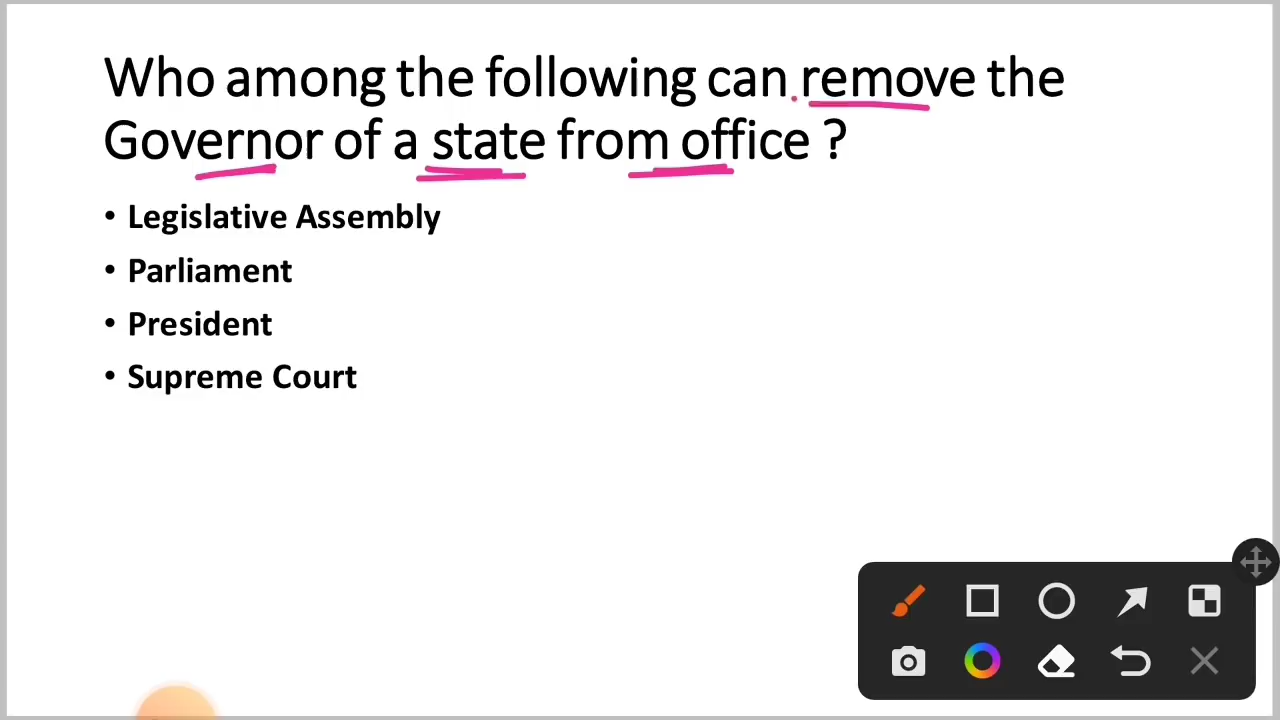 Who among the following can remove the
Governor of a state from office ?
• Legislative Assembly
• Parliament
• President
• Supreme Court